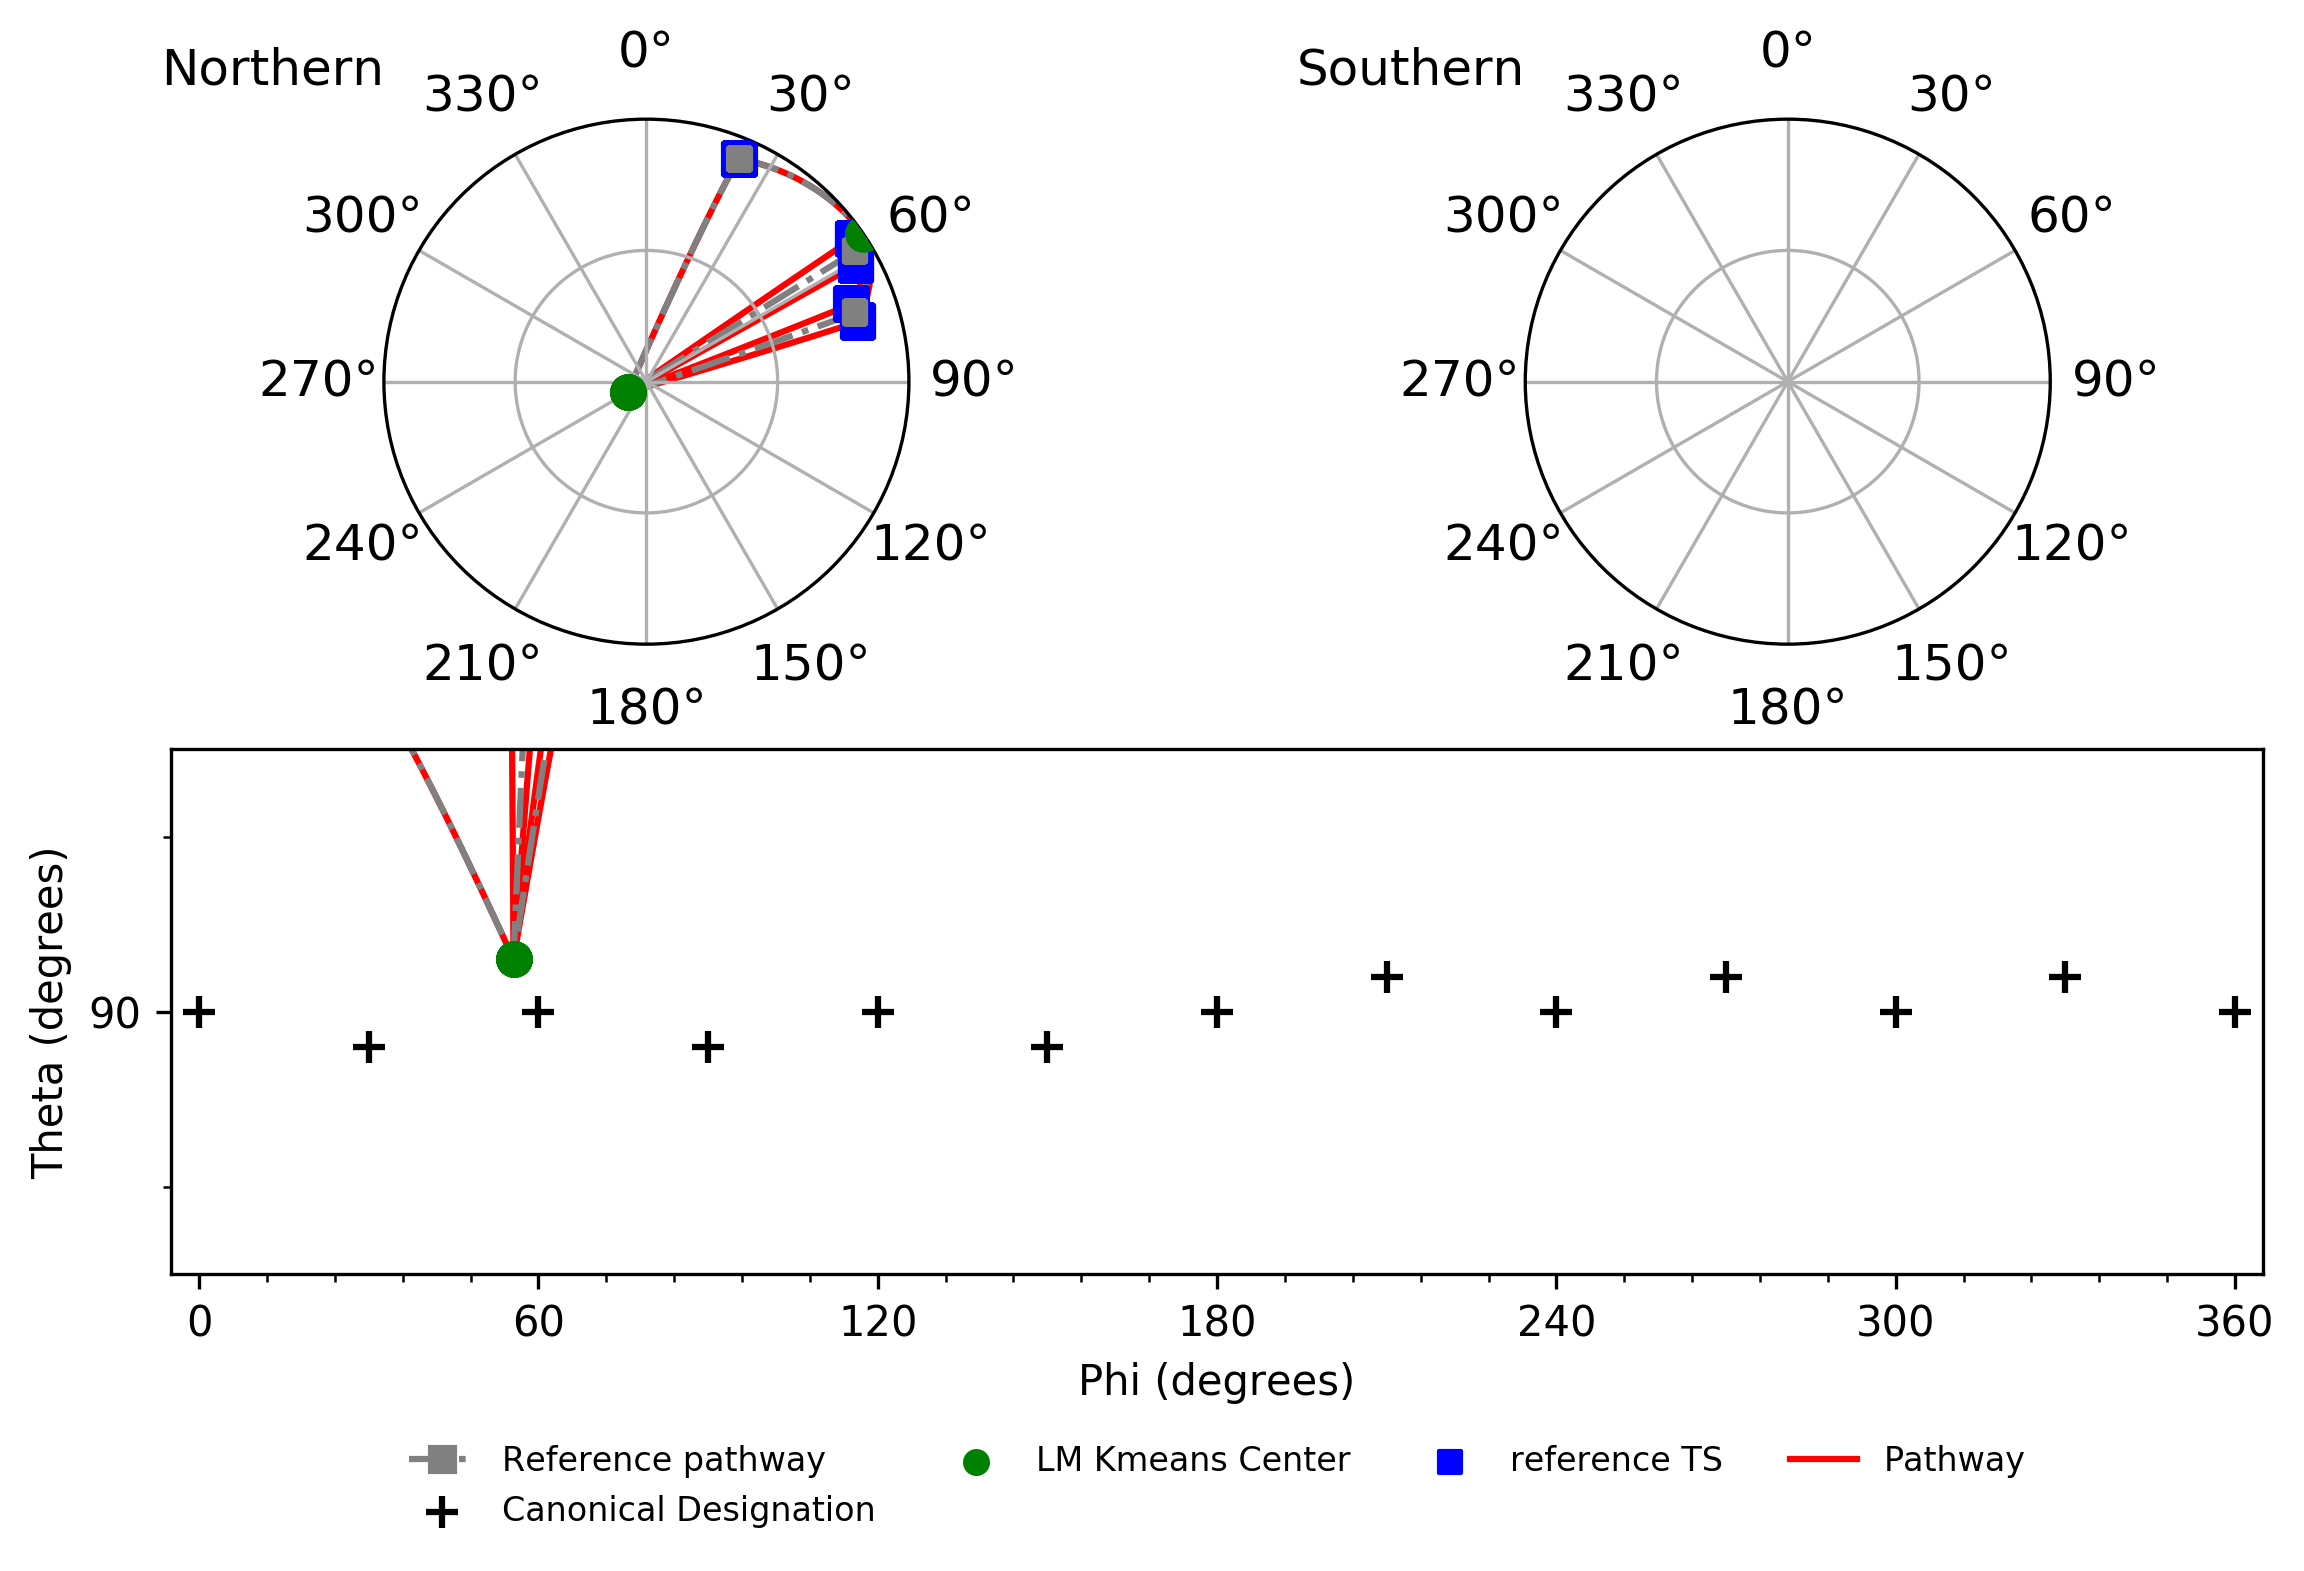 Northern
0°
30°
60°
90°
120°
150°
180°
210°
240°
270°
300°
330°
Southern
0°
30°
60°
90°
120°
150°
180°
210°
240°
270°
300°
330°
Theta (degrees)
90
0 60 120 180 240 300 360
Phi (degrees)
Reference pathway
Canonical Designation
LM Kmeans Center
reference TS
Pathway